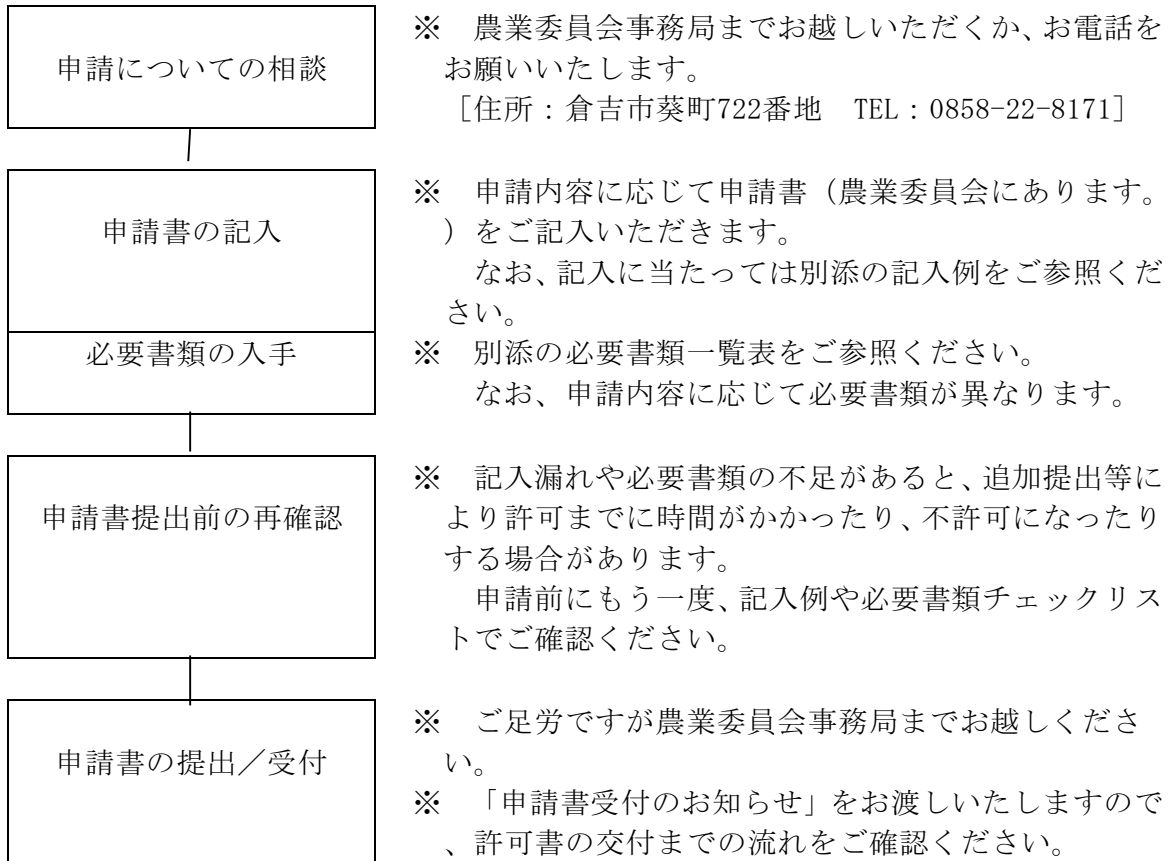 申請についての相談
※　農業委員会事務局までお越しいただくか、お電話を
お願いいたします。
［住所：倉吉市葵町722番地　TEL：0858-22-8171］
申請書の記入
※　申請内容に応じて申請書（農業委員会にあります。
）をご記入いただきます。
なお、記入に当たっては別添の記入例をご参照くだ
さい。
必要書類の入手
※　別添の必要書類一覧表をご参照ください。
なお、申請内容に応じて必要書類が異なります。
申請書提出前の再確認
※　記入漏れや必要書類の不足があると、追加提出等に
より許可までに時間がかかったり、不許可になったり
する場合があります。
申請前にもう一度、記入例や必要書類チェックリス
トでご確認ください。
申請書の提出／受付
※　ご足労ですが農業委員会事務局までお越しくださ
い。
※　「申請書受付のお知らせ」をお渡しいたしますので
、許可書の交付までの流れをご確認ください。